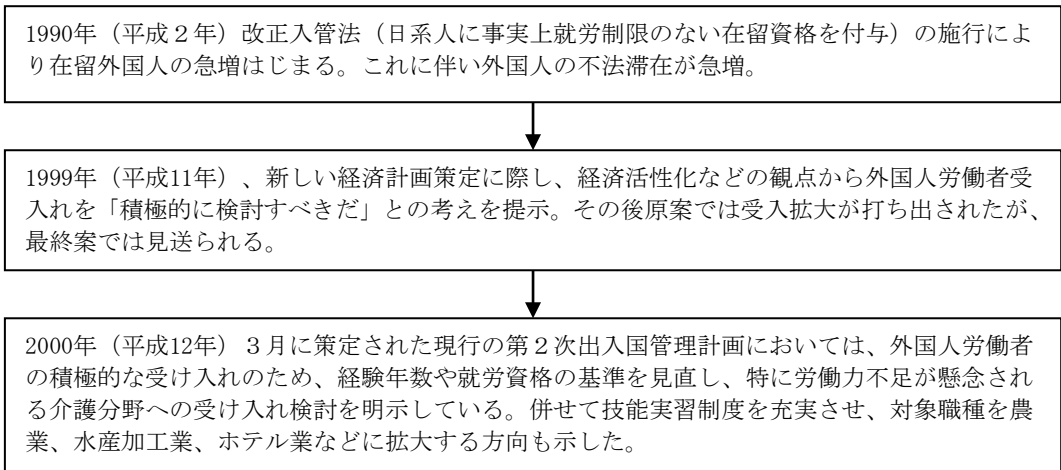 1990年（平成２年）改正入管法（日系人に事実上就労制限のない在留資格を付与）の施行によ
り在留外国人の急増はじまる。これに伴い外国人の不法滞在が急増。
1999年（平成11年）、新しい経済計画策定に際し、経済活性化などの観点から外国人労働者受
入れを「積極的に検討すべきだ」との考えを提示。その後原案では受入拡大が打ち出されたが、
最終案では見送られる。
2000年（平成12年）３月に策定された現行の第２次出入国管理計画においては、外国人労働者
の積極的な受け入れのため、経験年数や就労資格の基準を見直し、特に労働力不足が懸念され
る介護分野への受け入れ検討を明示している。併せて技能実習制度を充実させ、対象職種を農
業、水産加工業、ホテル業などに拡大する方向も示した。